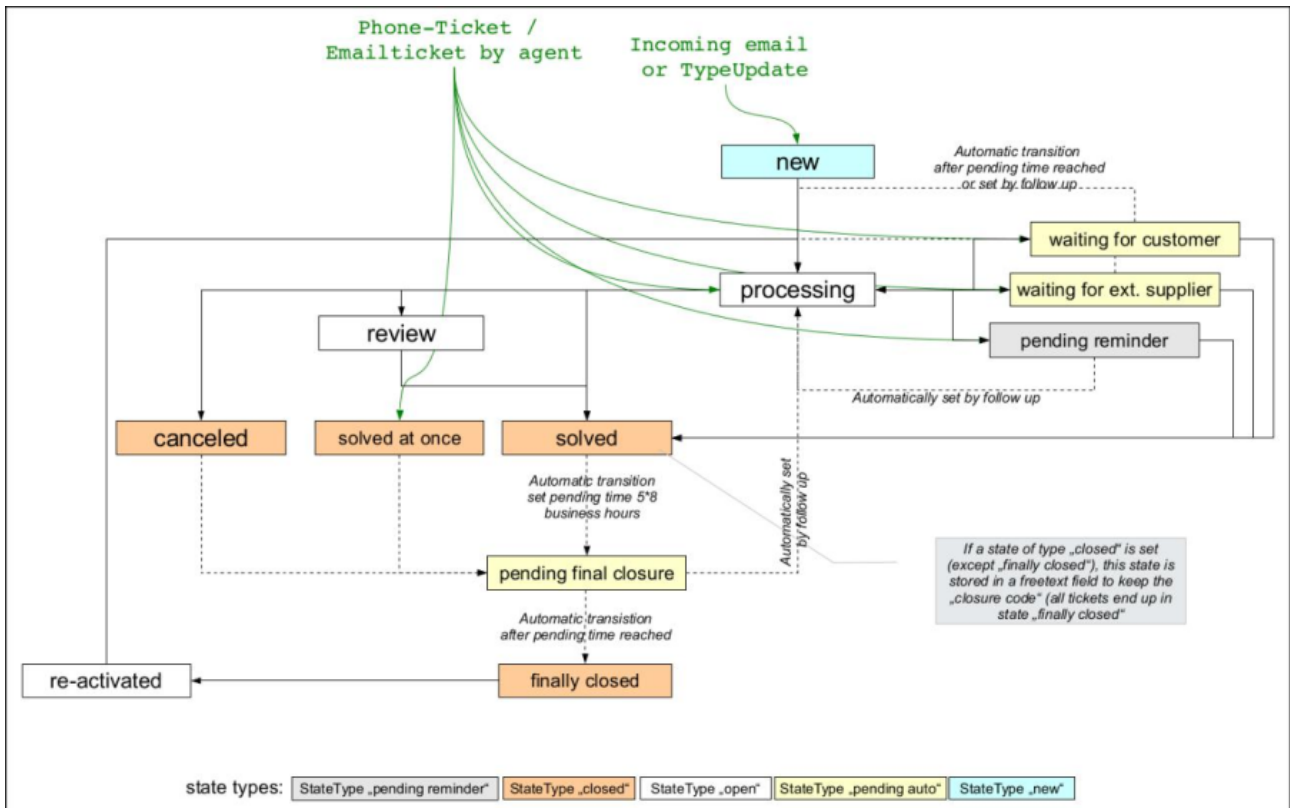 Phone-Ticket /
Emailticket by agent
Incoming email
or TypeUpdate
new
Automatic transition
after pending time reached
or set by follow up
waiting for customer
processing
waiting for ext. supplier
review
pending reminder
Automatically set by follow up
canceled
solved at once
solved
Automatic transition
set pending time 5*8
business hours
Automatically set
by follow up
If a state of type „closed“ is set
(except „finally closed“), this state is
stored in a freetext field to keep the
„closure code“ (all tickets end up in
state „finally closed“
pending final closure
Automatic transistion
after pending time reached
re-activated
finally closed
state types:
StateType „pending reminder“
StateType „closed“
StateType „open“
StateType „pending auto“
StateType „new“